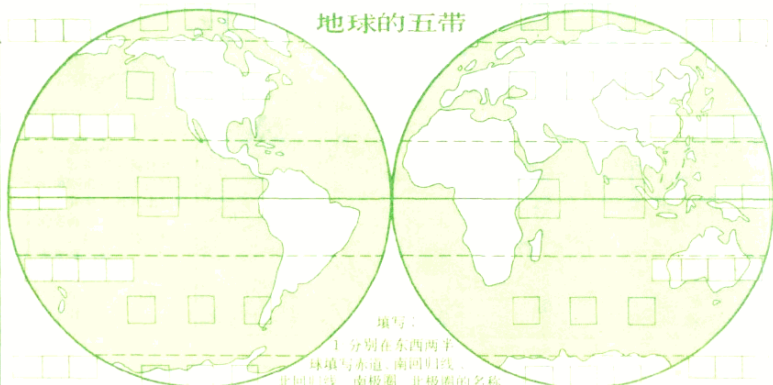 地球的五带
填写：
1. 分别在东西两半
球填写赤道、南回归线、
北回归线、南极圈、北极圈的名称